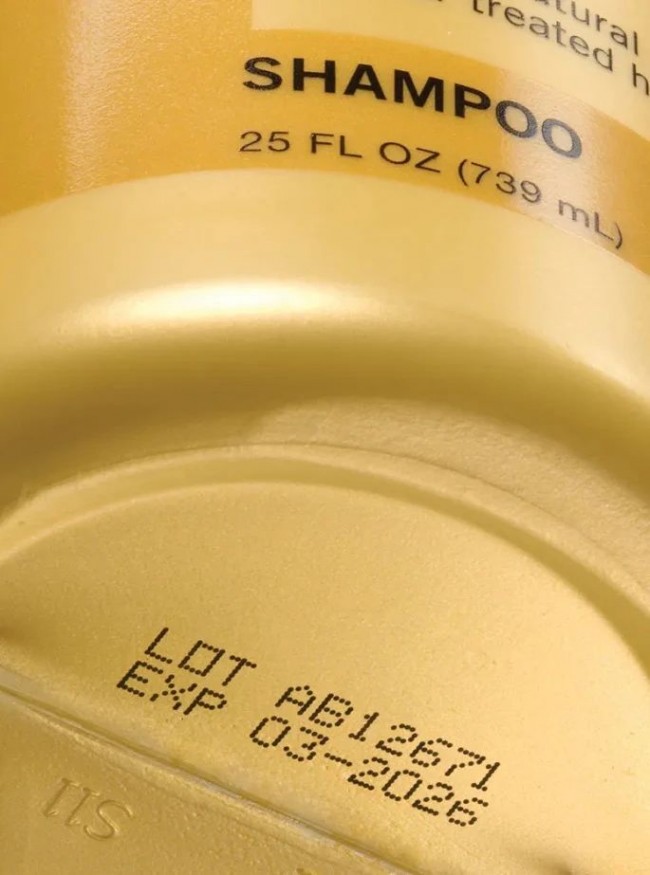 treated
SHAMPOO
25 FL OZ (739 mL)
LOT AB12671
EXP 03-2026